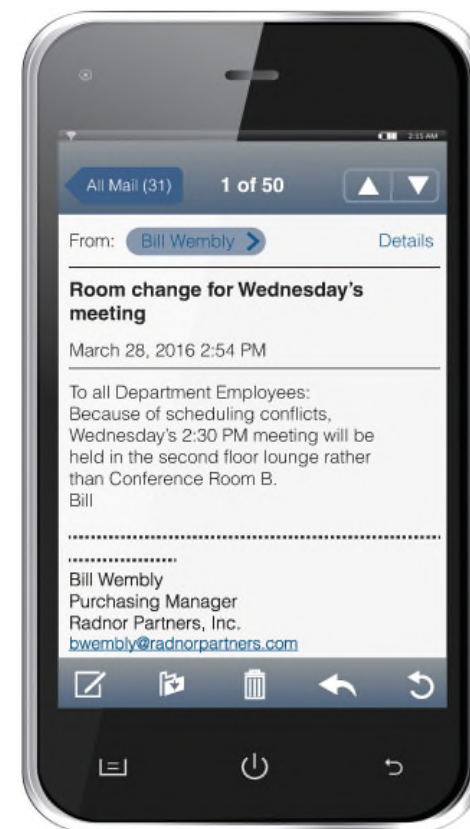 2:35 AM
All Mail (31)
1 of 50
From: Bill Wembly
Details
Room change for Wednesday's
meeting
March 28, 2016 2:54 PM
To all Department Employees:
Because of scheduling conflicts,
Wednesday's 2:30 PM meeting will be
held in the second floor lounge rather
than Conference Room B.
Bill
Bill Wembly
Purchasing Manager
Radnor Partners, Inc.
bwembly@radnorpartners.com